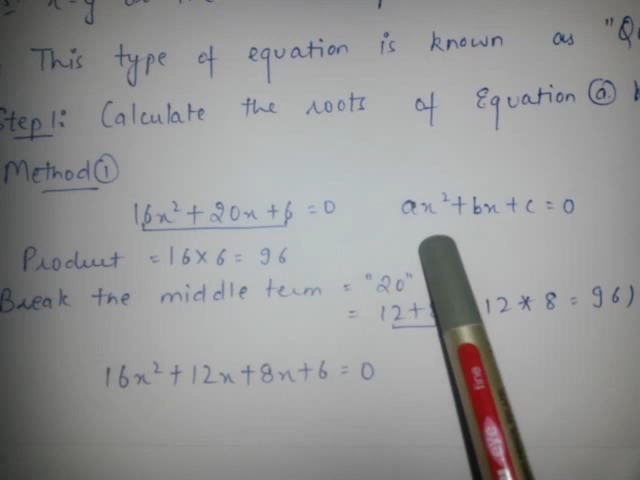 This type of equation is known as "Q
Step 1: Calculate the roots of Equation ⓐ
Method ①
16x² + 20x + 6 = 0
ax² + bx + c = 0
Product = 16 × 6 = 96
Break the middle term = "20"
= 12 + 12 * 8 = 96)
16x² + 12x + 8x + 6 = 0